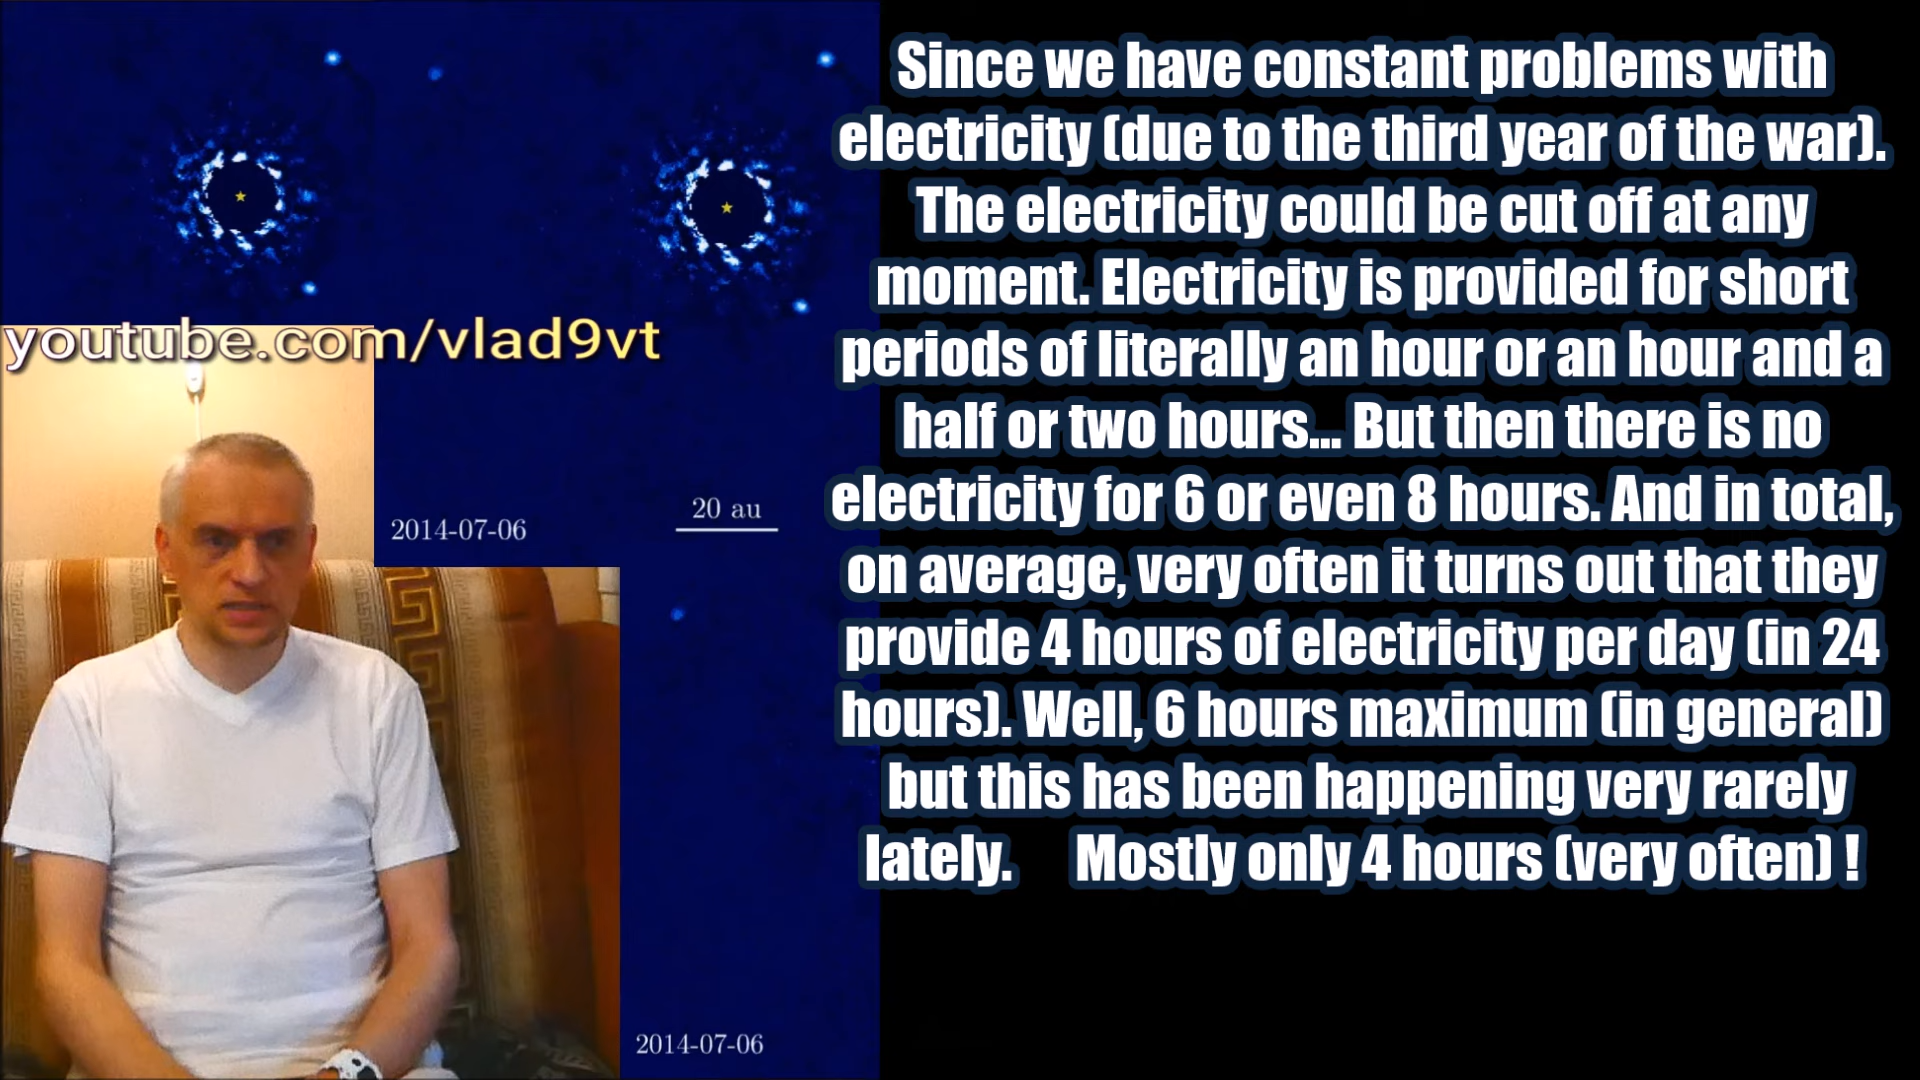 Since we have constant problems with
electricity (due to the third year of the war).
The electricity could be cut off at any
moment. Electricity is provided for short
periods of literally an hour or an hour and a
half or two hours... But then there is no
electricity for 6 or even 8 hours. And in total,
on average, very often it turns out that they
provide 4 hours of electricity per day (in 24
hours). Well, 6 hours maximum (in general)
but this has been happening very rarely
lately. Mostly only 4 hours (very often) !
youtube.com/vlad9vt
20 au
2014-07-06
2014-07-06